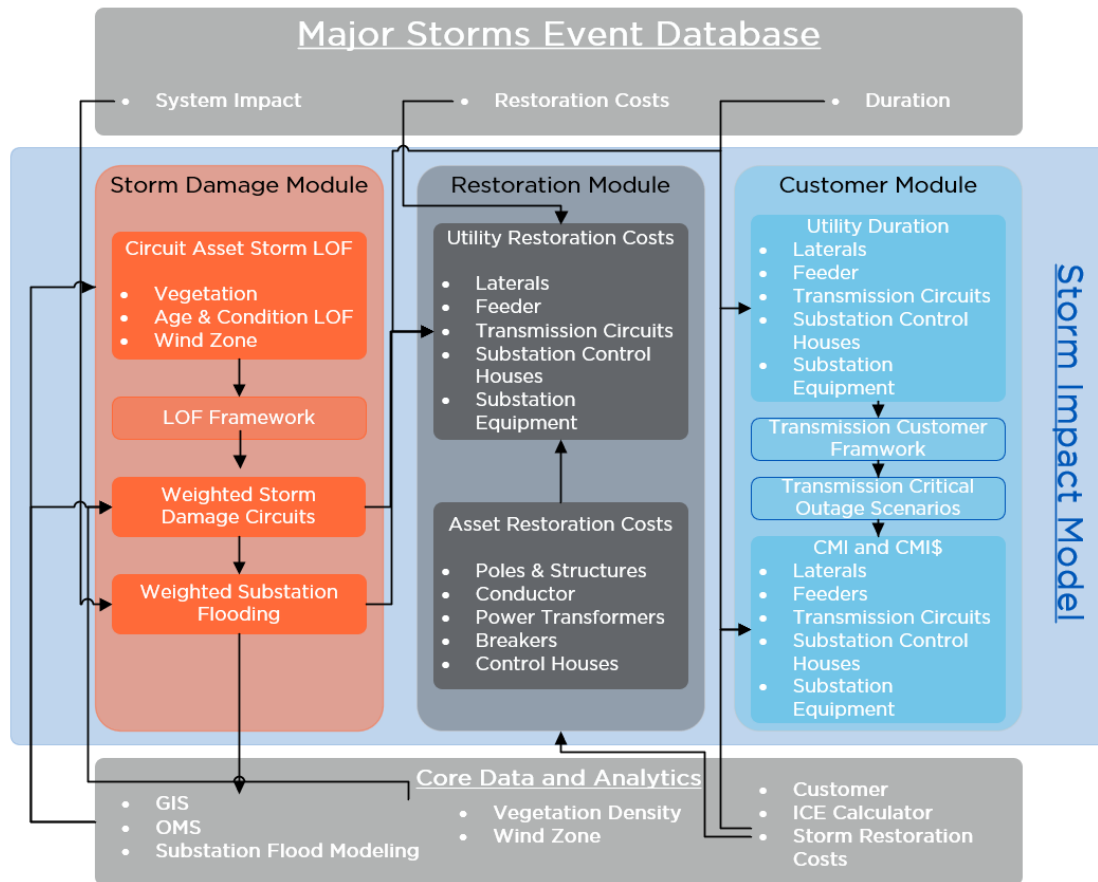 Major Storms Event Database
• System Impact
• Restoration Costs
• Duration
Storm Damage Module
Circuit Asset Storm LOF
• Vegetation
• Age & Condition LOF
• Wind Zone
LOF Framework
Weighted Storm
Damage Circuits
Weighted Substation
Flooding
Restoration Module
Utility Restoration Costs
• Laterals
• Feeder
• Transmission Circuits
• Substation Control
Houses
• Substation
Equipment
Asset Restoration Costs
• Poles & Structures
• Conductor
• Power Transformers
• Breakers
• Control Houses
Customer Module
Utility Duration
• Laterals
• Feeder
• Transmission Circuits
• Substation Control
Houses
• Substation
Equipment
Transmission Customer
Framwork
Transmission Critical
Outage Scenarios
CMI and CMI$
• Laterals
• Feeders
• Transmission Circuits
• Substation Control
Houses
• Substation
Equipment
Storm Impact Model
Core Data and Analytics
• GIS
• OMS
• Substation Flood Modeling
• Vegetation Density
• Wind Zone
• Customer
• ICE Calculator
• Storm Restoration
Costs